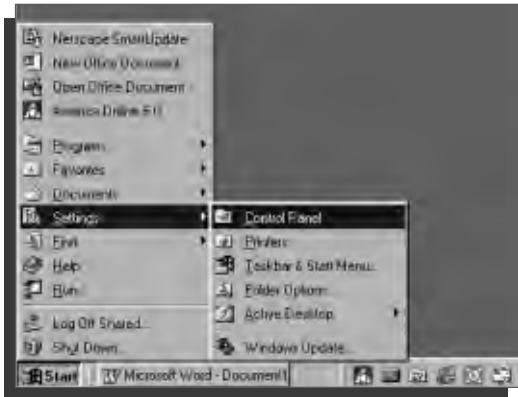 Netscape SmartUpdate
New Office Document
Open Office Document
America Online 5.0
Programs
Favorites
Documents
Settings
Find
Help
Run...
Log Off Shared...
Shut Down...
Control Panel
Printers
Taskbar & Start Menu...
Folder Options...
Active Desktop
Windows Update...
Start
Microsoft Word - Document1